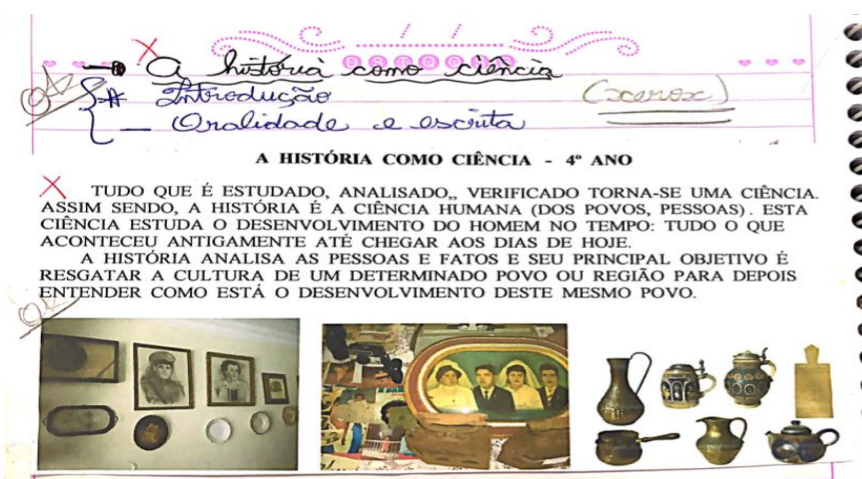 A história como ciência
Introdução (xerox)
Oralidade e escrita
A HISTÓRIA COMO CIÊNCIA - 4º ANO
TUDO QUE É ESTUDADO, ANALISADO,, VERIFICADO TORNA-SE UMA CIÊNCIA.
ASSIM SENDO, A HISTÓRIA É A CIÊNCIA HUMANA (DOS POVOS, PESSOAS). ESTA
CIÊNCIA ESTUDA O DESENVOLVIMENTO DO HOMEM NO TEMPO: TUDO O QUE
ACONTECEU ANTIGAMENTE ATÉ CHEGAR AOS DIAS DE HOJE.
A HISTÓRIA ANALISA AS PESSOAS E FATOS E SEU PRINCIPAL OBJETIVO É
RESGATAR A CULTURA DE UM DETERMINADO POVO OU REGIÃO PARA DEPOIS
ENTENDER COMO ESTÁ O DESENVOLVIMENTO DESTE MESMO POVO.